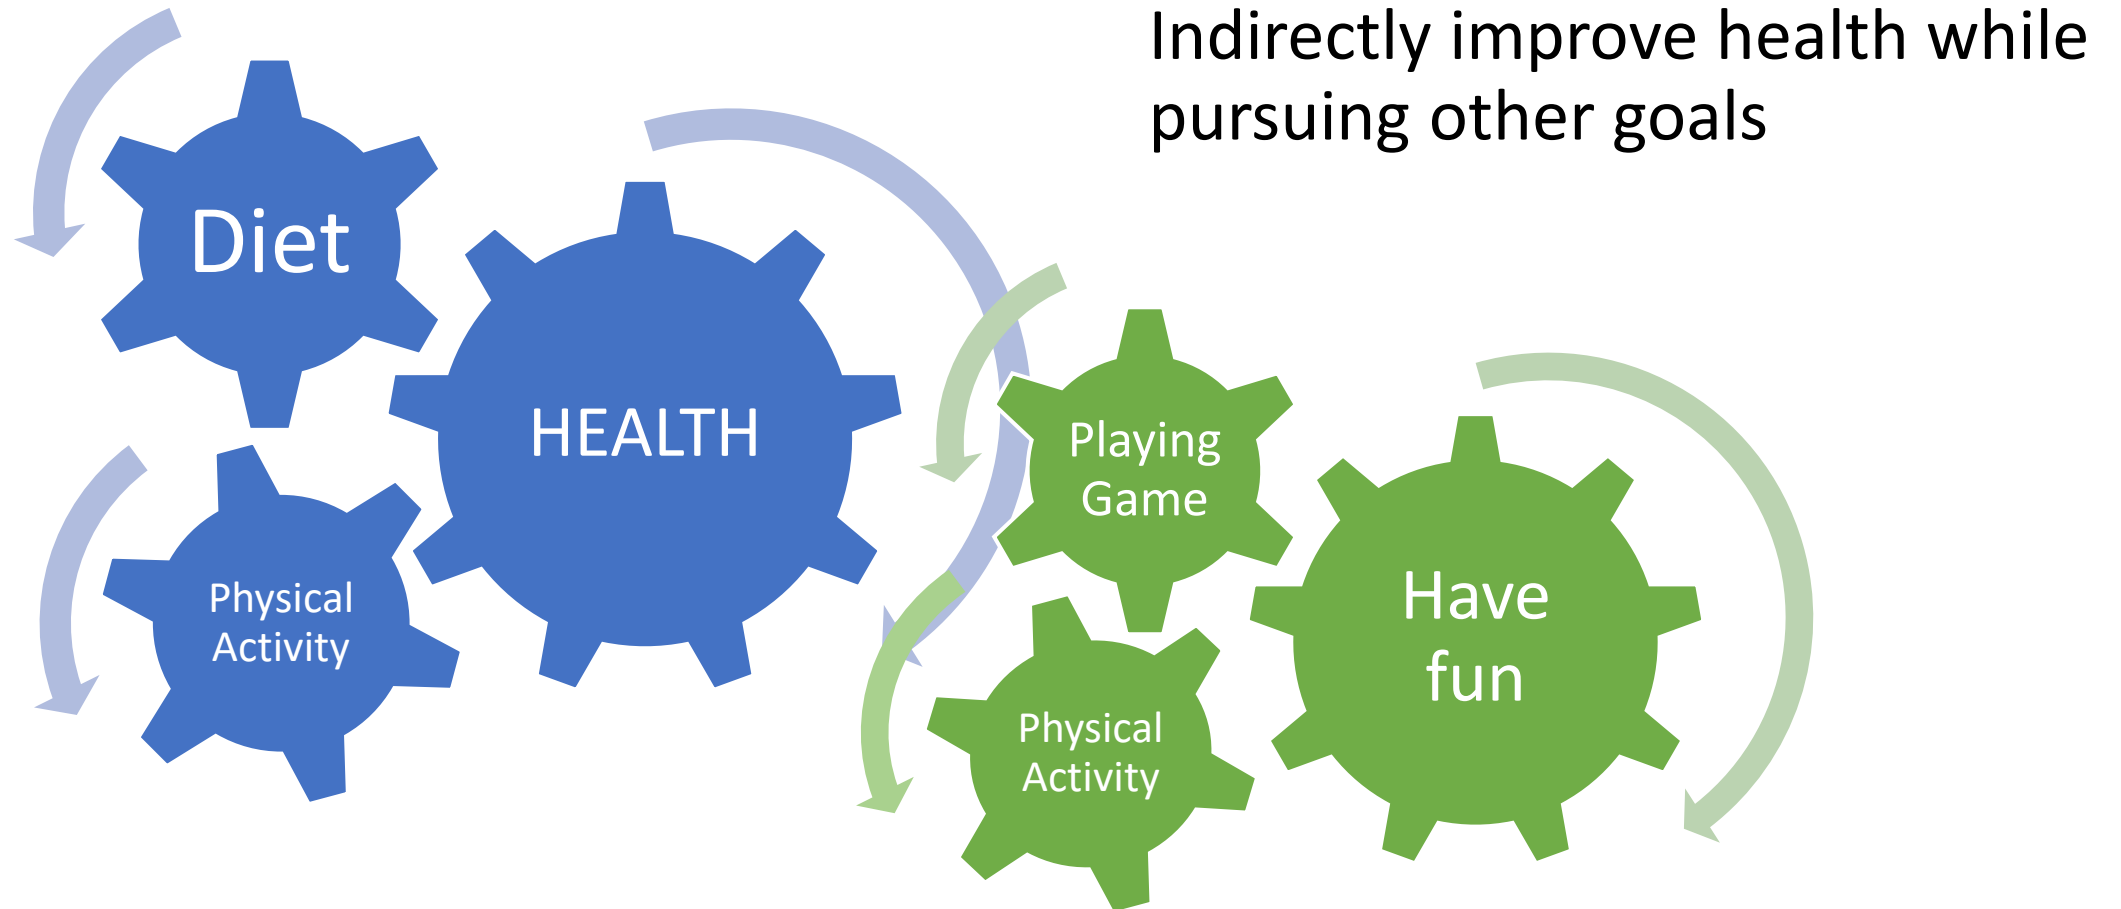 Indirectly improve health while
pursuing other goals
Diet
HEALTH
Physical
Activity
Playing
Game
Have
fun
Physical
Activity